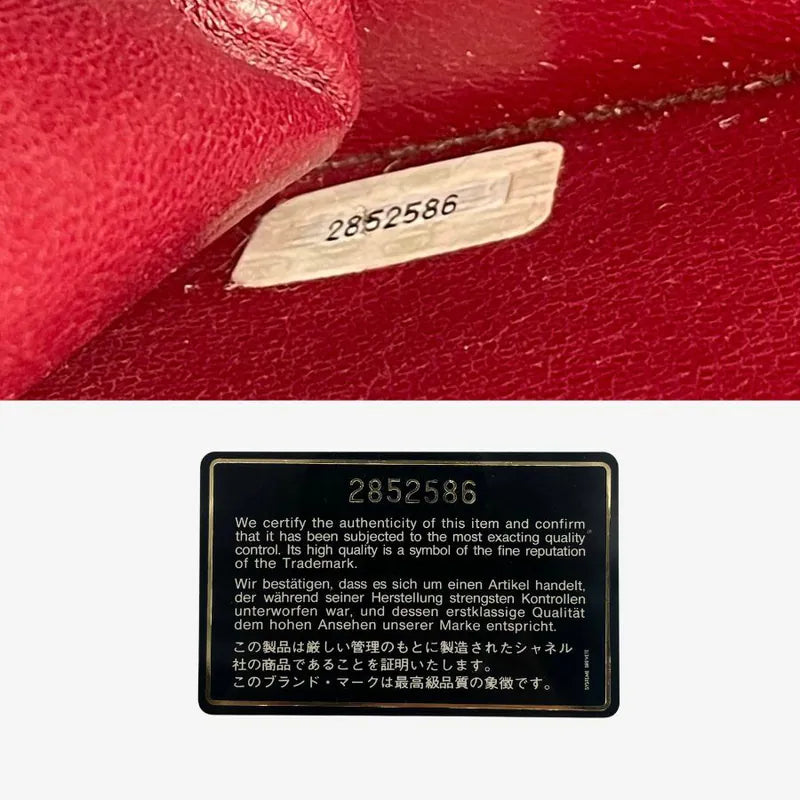 2852586
2852586
We certify the authenticity of this item and confirm
that it has been subjected to the most exacting quality
control. Its high quality is a symbol of the fine reputation
of the Trademark.
Wir bestätigen, dass es sich um einen Artikel handelt,
der während seiner Herstellung strengsten Kontrollen
unterworfen war, und dessen erstklassige Qualität
dem hohen Ansehen unserer Marke entspricht.
この製品は厳しい管理のもとに製造されたシャネル
社の商品であることを証明いたします。
このブランド・マークは最高級品質の象徴です。